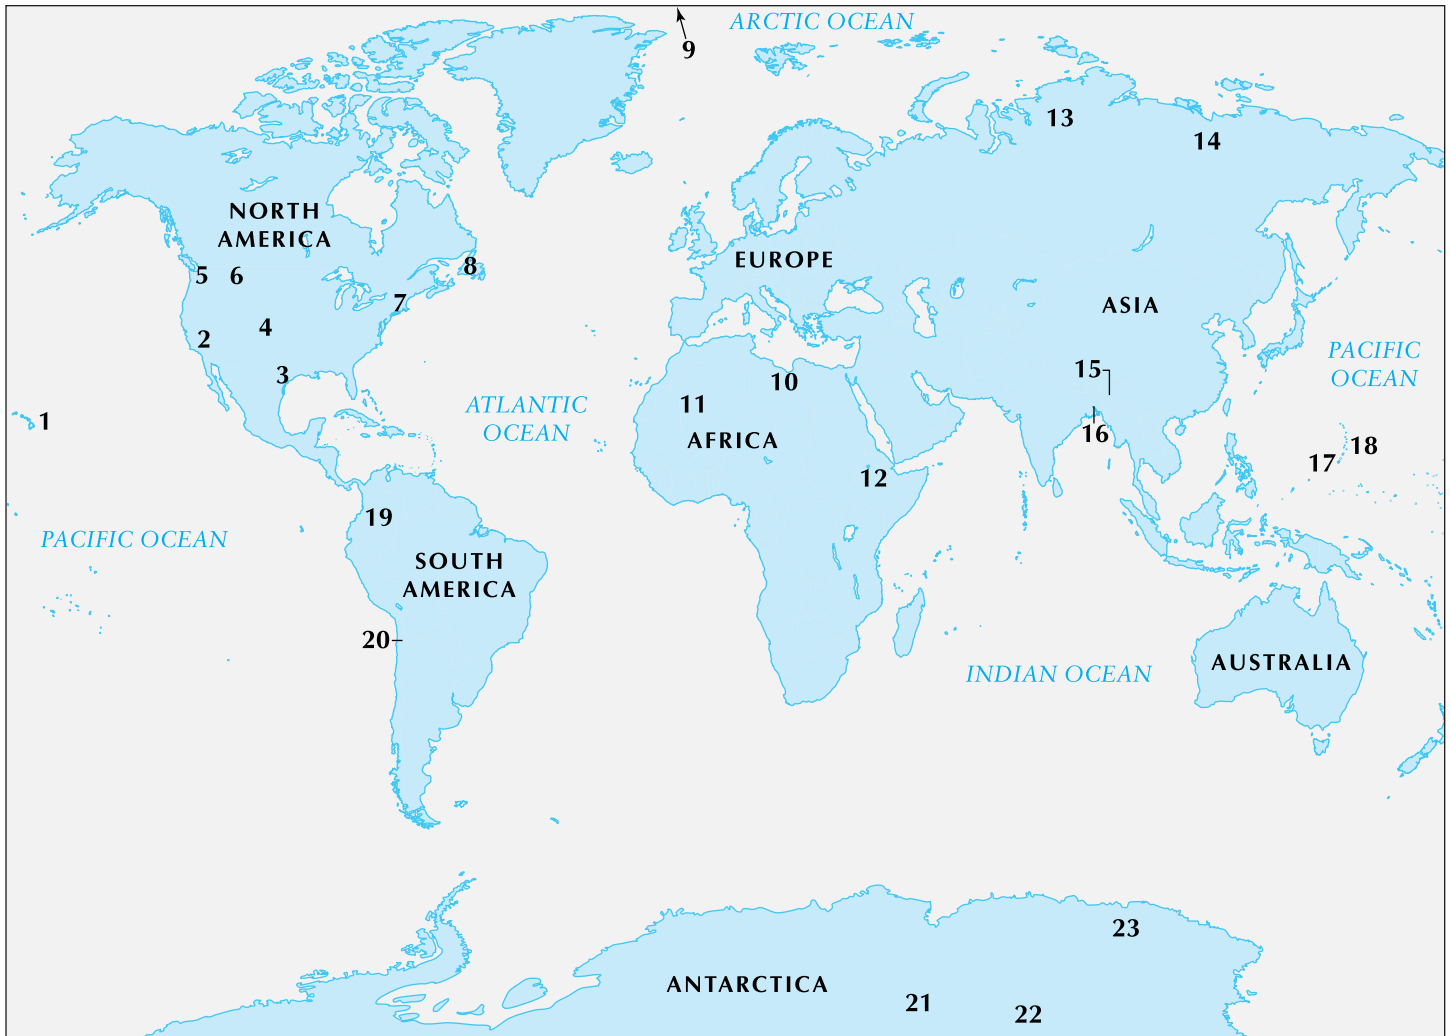 ARCTIC OCEAN
9
13
14
NORTH
AMERICA
EUROPE
8
5
6
7
ASIA
4
2
PACIFIC
OCEAN
15
3
10
ATLANTIC
OCEAN
11
1
16
AFRICA
18
17
12
19
PACIFIC OCEAN
SOUTH
AMERICA
20
AUSTRALIA
INDIAN OCEAN
23
ANTARCTICA
21
22